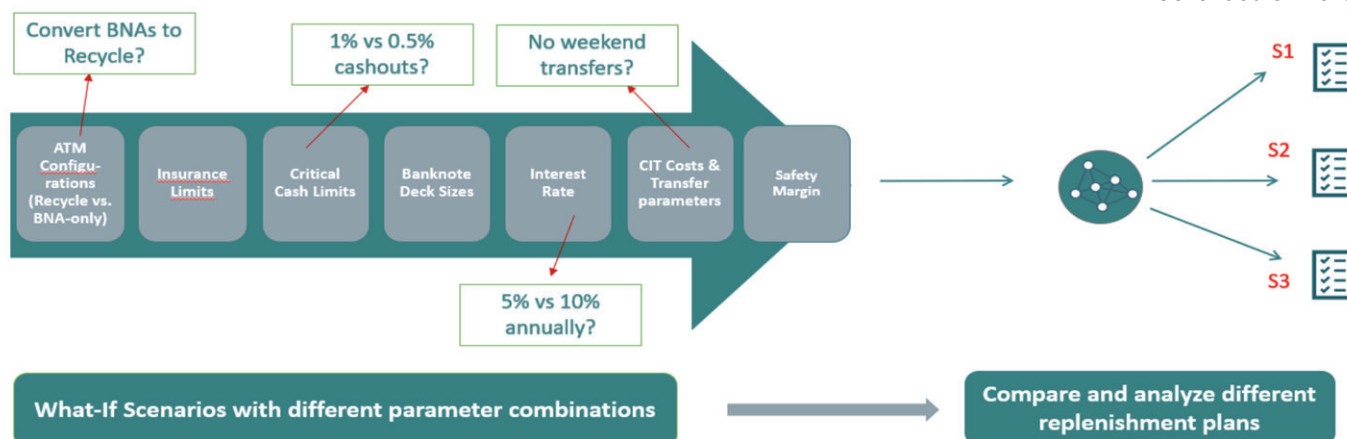 Convert BNAs to
Recycle?
1% vs 0.5%
cashouts?
No weekend
transfers?
S1
ATM
Configu-
rations
(Recycle vs.
BNA-only)
Insurance
Limits
Critical
Cash Limits
Banknote
Deck Sizes
Interest
Rate
CIT Costs &
Transfer
parameters
Safety
Margin
S2
S3
5% vs 10%
annually?
What-If Scenarios with different parameter combinations
Compare and analyze different
replenishment plans